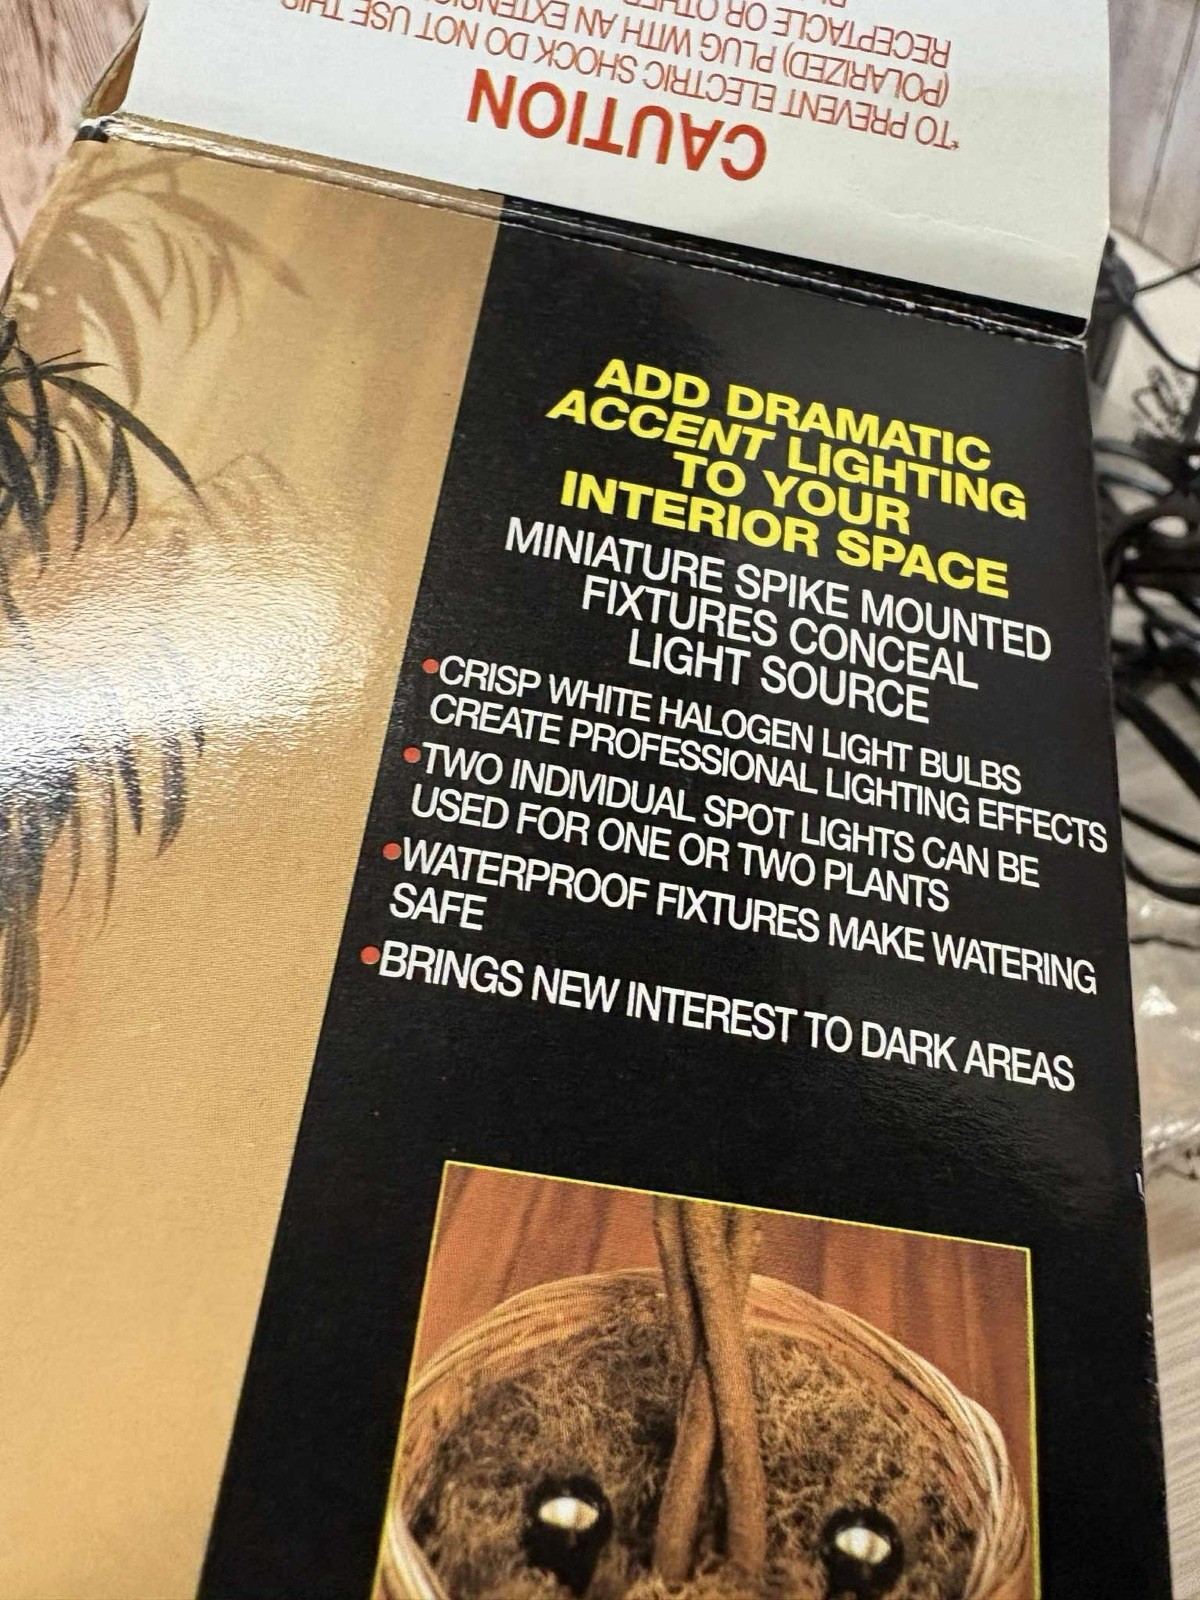 CAUTION
*TO PREVENT ELECTRIC SHOCK DO NOT USE THIS
(POLARIZED) PLUG WITH AN
RECEPTACLE OR
ADD DRAMATIC
ACCENT LIGHTING
TO YOUR
INTERIOR SPACE
MINIATURE SPIKE MOUNTED
FIXTURES CONCEAL
LIGHT SOURCE
•CRISP WHITE HALOGEN LIGHT BULBS
CREATE PROFESSIONAL LIGHTING EFFECTS
•TWO INDIVIDUAL SPOT LIGHTS CAN BE
USED FOR ONE OR TWO PLANTS
•WATERPROOF FIXTURES MAKE WATERING
SAFE
•BRINGS NEW INTEREST TO DARK AREAS